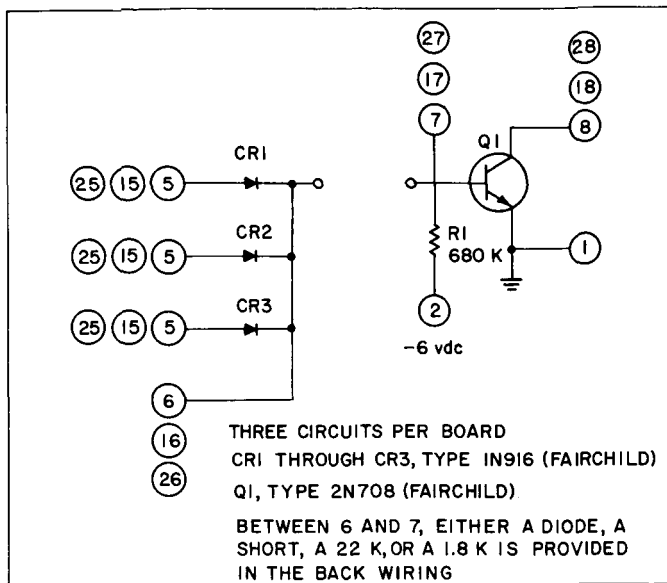 27 28
17 18
7 8
CR1 Q1
25 15 5
CR2 R1
25 15 5 680 K 1
CR3 2
25 15 5 -6 vdc
6
16 THREE CIRCUITS PER BOARD
CR1 THROUGH CR3, TYPE 1N916 (FAIRCHILD)
26
Q1, TYPE 2N708 (FAIRCHILD)
BETWEEN 6 AND 7, EITHER A DIODE, A
SHORT, A 22 K, OR A 1.8 K IS PROVIDED
IN THE BACK WIRING